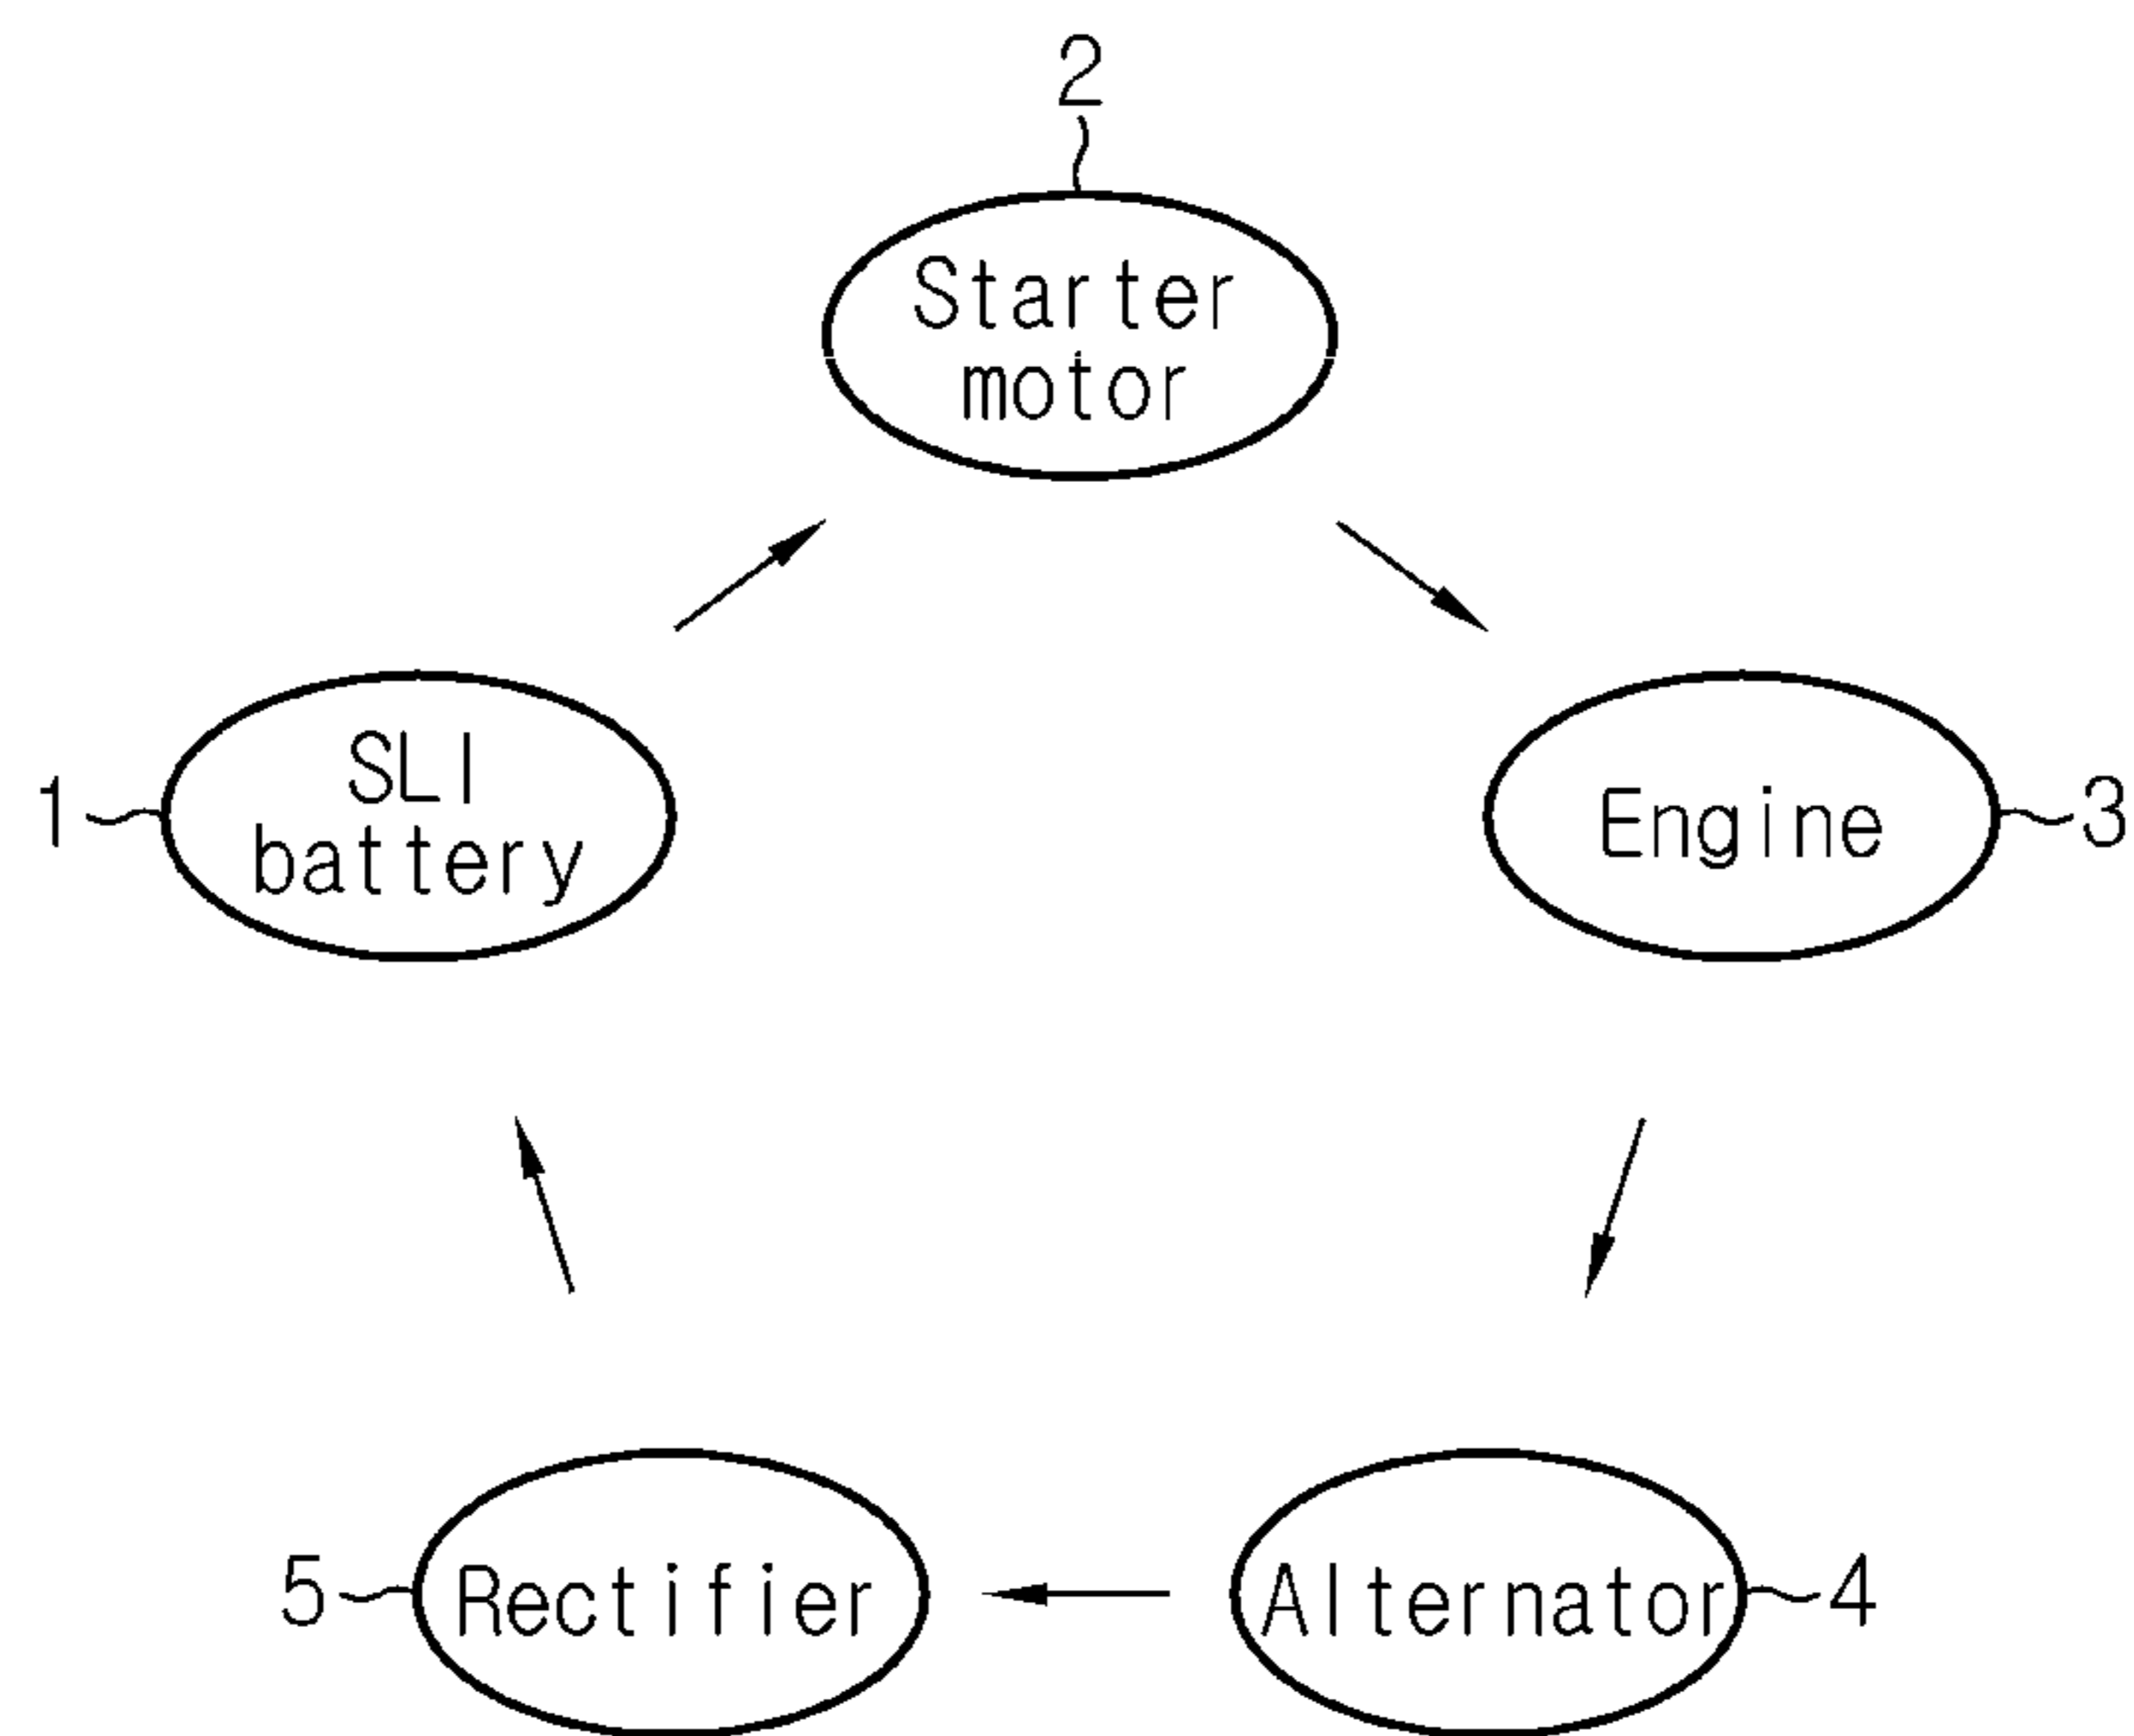 2
Starter
motor
SLI
battery
1
Engine
3
5
Rectifier
Alternator
4